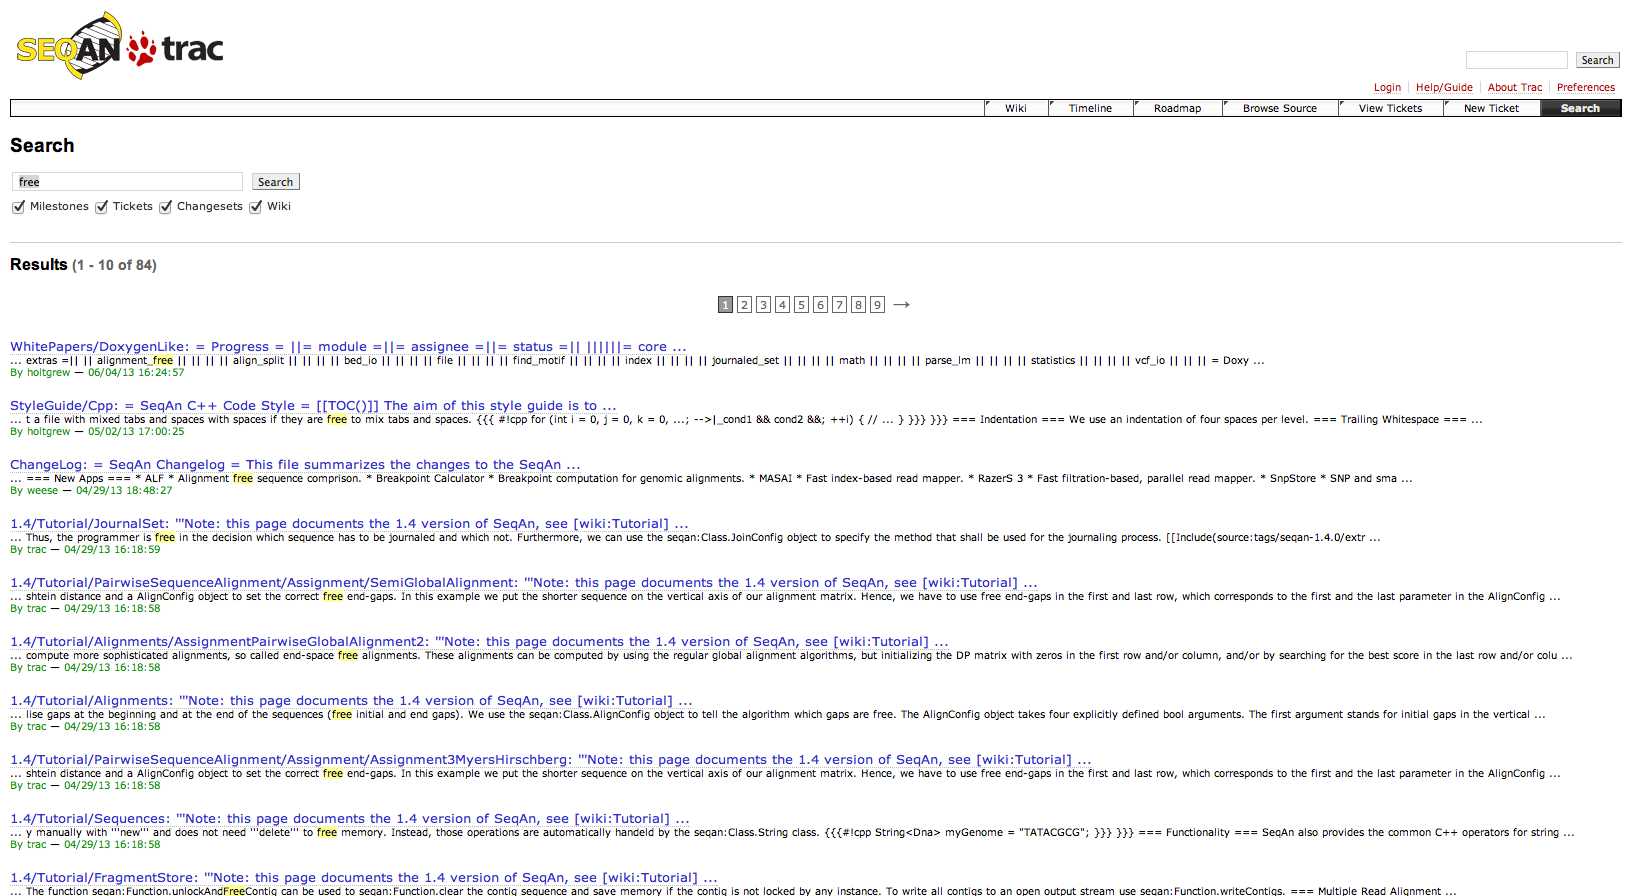 SEQAN trac
Search
Login Help/Guide About Trac Preferences
Wiki Timeline Roadmap Browse Source View Tickets New Ticket Search
Search
free Search
Milestones Tickets Changesets Wiki
Results (1 - 10 of 84)
1 2 3 4 5 6 7 8 9 →
WhitePapers/DoxygenLike: = Progress = ||= module =||= assignee =||= status =|| ||||||= core ...
... extras =|| || alignment_free || || || || align_split || || || || bed_io || || || || file || || || || find_motif || || || || index || || || || journaled_set || || || || math || || || || parse_lm || || || || statistics || || || || vcf_io || || || = Doxy ...
By holtgrew — 06/04/13 16:24:57
StyleGuide/Cpp: = SeqAn C++ Code Style = [[TOC()]] The aim of this style guide is to ...
... t a file with mixed tabs and spaces with spaces if they are free to mix tabs and spaces. {{{ #!cpp for (int i = 0, j = 0, k = 0, ...; -->|_cond1 && cond2 &&; ++i) { // ... } }}} }}} === Indentation === We use an indentation of four spaces per level. === Trailing Whitespace === ...
By holtgrew — 05/02/13 17:00:25
ChangeLog: = SeqAn Changelog = This file summarizes the changes to the SeqAn ...
... === New Apps === * ALF * Alignment free sequence comprison. * Breakpoint Calculator * Breakpoint computation for genomic alignments. * MASAI * Fast index-based read mapper. * RazerS 3 * Fast filtration-based, parallel read mapper. * SnpStore * SNP and sma ...
By weese — 04/29/13 18:48:27
1.4/Tutorial/JournalSet: '''Note: this page documents the 1.4 version of SeqAn, see [wiki:Tutorial] ...
... Thus, the programmer is free in the decision which sequence has to be journaled and which not. Furthermore, we can use the seqan:Class.JoinConfig object to specify the method that shall be used for the journaling process. [[Include(source:tags/seqan-1.4.0/extr ...
By trac — 04/29/13 16:18:59
1.4/Tutorial/PairwiseSequenceAlignment/Assignment/SemiGlobalAlignment: '''Note: this page documents the 1.4 version of SeqAn, see [wiki:Tutorial] ...
... shtein distance and a AlignConfig object to set the correct free end-gaps. In this example we put the shorter sequence on the vertical axis of our alignment matrix. Hence, we have to use free end-gaps in the first and last row, which corresponds to the first and the last parameter in the AlignConfig ...
By trac — 04/29/13 16:18:58
1.4/Tutorial/Alignments/AssignmentPairwiseGlobalAlignment2: '''Note: this page documents the 1.4 version of SeqAn, see [wiki:Tutorial] ...
... compute more sophisticated alignments, so called end-space free alignments. These alignments can be computed by using the regular global alignment algorithms, but initializing the DP matrix with zeros in the first row and/or column, and/or by searching for the best score in the last row and/or colu ...
By trac — 04/29/13 16:18:58
1.4/Tutorial/Alignments: '''Note: this page documents the 1.4 version of SeqAn, see [wiki:Tutorial] ...
... lise gaps at the beginning and at the end of the sequences (free initial and end gaps). We use the seqan:Class.AlignConfig object to tell the algorithm which gaps are free. The AlignConfig object takes four explicitly defined bool arguments. The first argument stands for initial gaps in the vertical ...
By trac — 04/29/13 16:18:58
1.4/Tutorial/PairwiseSequenceAlignment/Assignment/Assignment3MyersHirschberg: '''Note: this page documents the 1.4 version of SeqAn, see [wiki:Tutorial] ...
... shtein distance and a AlignConfig object to set the correct free end-gaps. In this example we put the shorter sequence on the vertical axis of our alignment matrix. Hence, we have to use free end-gaps in the first and last row, which corresponds to the first and the last parameter in the AlignConfig ...
By trac — 04/29/13 16:18:58
1.4/Tutorial/Sequences: '''Note: this page documents the 1.4 version of SeqAn, see [wiki:Tutorial] ...
... y manually with '''new''' and does not need '''delete''' to free memory. Instead, those operations are automatically handeld by the seqan:Class.String class. {{{#!cpp String<Dna> myGenome = "TATACGCG"; }}} }}} === Functionality === SeqAn also provides the common C++ operators for string ...
By trac — 04/29/13 16:18:58
1.4/Tutorial/FragmentStore: '''Note: this page documents the 1.4 version of SeqAn, see [wiki:Tutorial] ...
... The function seqan:Function.unlockAndFreeContig can be used to seqan:Function.clear the contig sequence and save memory if the contig is not locked by any instance. To write all contigs to an open output stream use seqan:Function.writeContigs. === Multiple Read Alignment ...